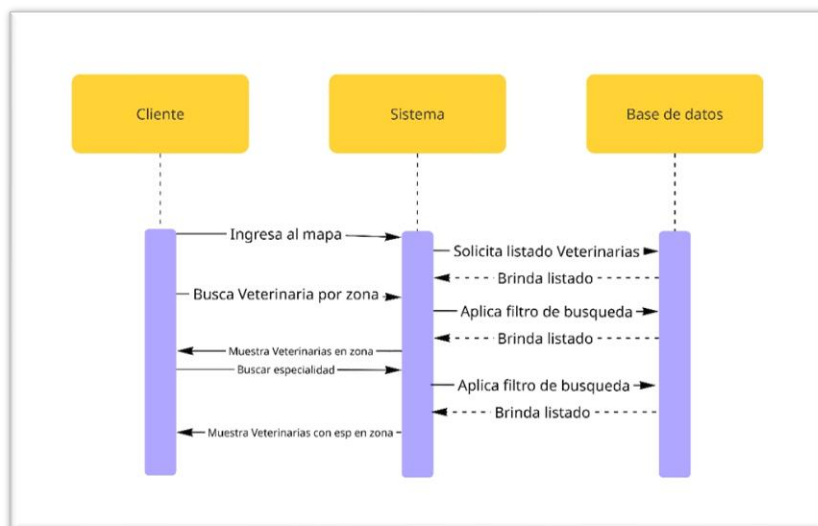 Cliente
Sistema
Base de datos
Ingresa al mapa
Solicita listado Veterinarias
Brinda listado
Busca Veterinaria por zona
Aplica filtro de busqueda
Brinda listado
Muestra Veterinarias en zona
Buscar especialidad
Aplica filtro de busqueda
Brinda listado
Muestra Veterinarias con esp en zona